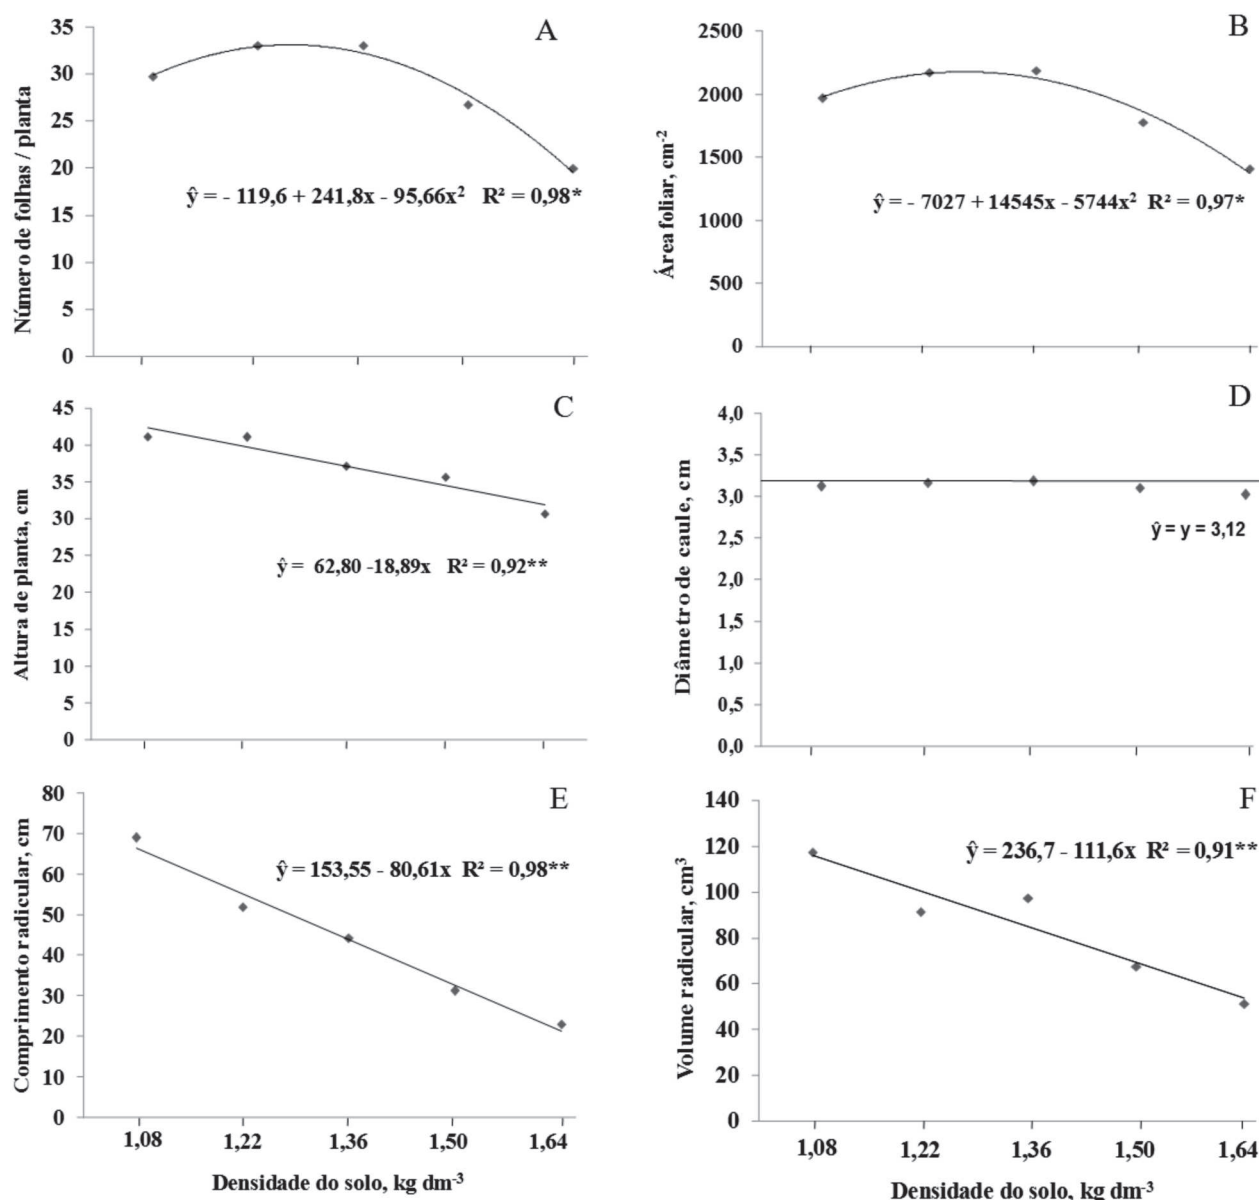 A
35
30
25
20
15
10
5
0
Número de folhas / planta
ŷ = - 119,6 + 241,8x - 95,66x² R² = 0,98*
B
2500
2000
1500
1000
500
0
Área foliar, cm⁻²
ŷ = - 7027 + 14545x - 5744x² R² = 0,97*
C
45
40
35
30
25
20
15
10
5
0
Altura de planta, cm
ŷ = 62,80 -18,89x R² = 0,92**
D
4,0
3,5
3,0
2,5
2,0
1,5
1,0
0,5
0,0
Diâmetro de caule, cm
ŷ = y = 3,12
E
80
70
60
50
40
30
20
10
0
Comprimento radicular, cm
ŷ = 153,55 - 80,61x R² = 0,98**
1,08 1,22 1,36 1,50 1,64
Densidade do solo, kg dm⁻³
F
140
120
100
80
60
40
20
0
Volume radicular, cm³
ŷ = 236,7 - 111,6x R² = 0,91**
1,08 1,22 1,36 1,50 1,64
Densidade do solo, kg dm⁻³